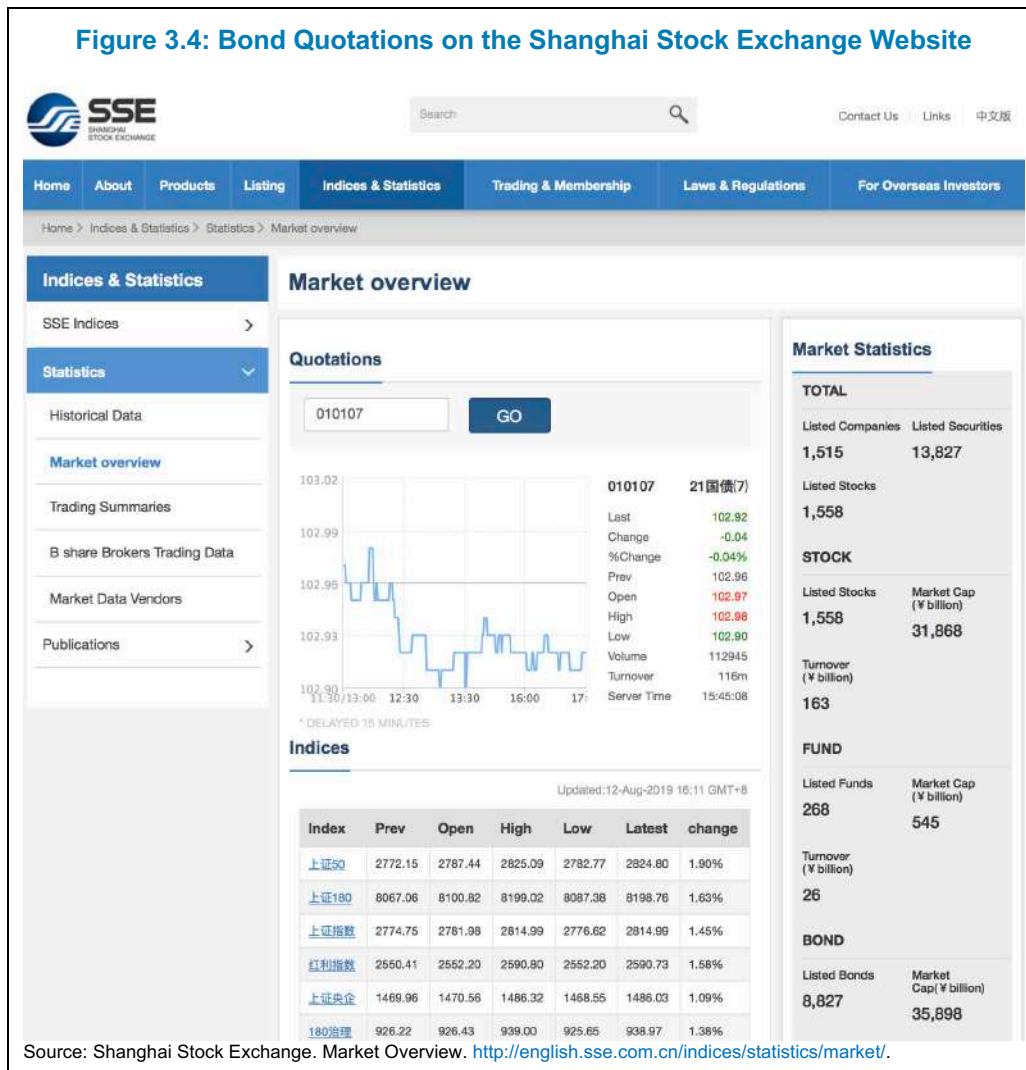 Figure 3.4: Bond Quotations on the Shanghai Stock Exchange Website
SSE
SHANGHAI
STOCK EXCHANGE
Search
Contact Us Links 中文版
Home About Products Listing Indices & Statistics Trading & Membership Laws & Regulations For Overseas Investors
Home > Indices & Statistics > Statistics > Market overview
Indices & Statistics
SSE Indices >
Statistics
Historical Data
Market overview
Trading Summaries
B share Brokers Trading Data
Market Data Vendors
Publications >
Market overview
Quotations
010107 GO
103.02
102.99
102.96
102.93
102.90
11:30/13:00 12:30 13:30 16:00 17:
* DELAYED 15 MINUTES
010107 21国债(7)
Last 102.92
Change -0.04
%Change -0.04%
Prev 102.96
Open 102.97
High 102.98
Low 102.90
Volume 112945
Turnover 116m
Server Time 15:45:08
Indices
Updated:12-Aug-2019 16:11 GMT+8
Index Prev Open High Low Latest change
上证50 2772.15 2787.44 2825.09 2782.77 2824.80 1.90%
上证180 8067.06 8100.82 8199.02 8087.38 8198.76 1.63%
上证指数 2774.75 2781.98 2814.99 2776.62 2814.99 1.45%
红利指数 2550.41 2552.20 2590.80 2552.20 2590.73 1.58%
上证央企 1469.96 1470.56 1486.32 1468.55 1486.03 1.09%
180治理 926.22 926.43 939.00 925.65 938.97 1.38%
Market Statistics
TOTAL
Listed Companies Listed Securities
1,515 13,827
Listed Stocks
1,558
STOCK
Listed Stocks Market Cap
(¥ billion)
1,558 31,868
Turnover
(¥ billion)
163
FUND
Listed Funds Market Cap
(¥ billion)
268 545
Turnover
(¥ billion)
26
BOND
Listed Bonds Market
Cap(¥ billion)
8,827 35,898
Source: Shanghai Stock Exchange. Market Overview. http://english.sse.com.cn/indices/statistics/market/.